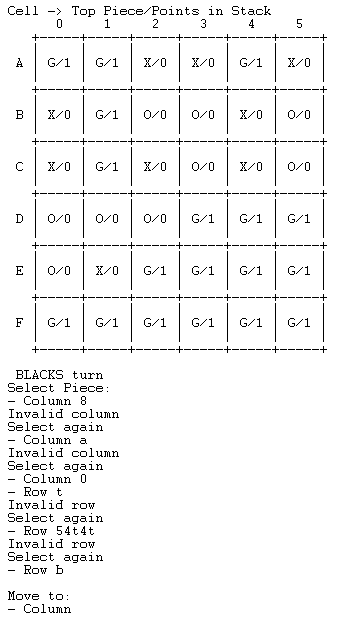 Cell -> Top Piece/Points in Stack
0 1 2 3 4 5
A | G/1 | G/1 | X/0 | X/0 | G/1 | X/0 |
B | X/0 | O/0 | O/0 | O/0 | X/0 | O/0 |
C | X/0 | G/1 | X/0 | O/0 | X/0 | O/0 |
D | O/0 | O/0 | O/0 | G/1 | G/1 | G/1 |
E | O/0 | X/0 | G/1 | G/1 | G/1 | G/1 |
F | G/1 | G/1 | G/1 | G/1 | G/1 | G/1 |
BLACKS turn
Select Piece:
- Column 8
Invalid column
Select again
- Column a
Invalid column
Select again
- Column 0
- Row t
Invalid row
Select again
- Row 54t4t
Invalid row
Select again
- Row b
Move to:
- Column